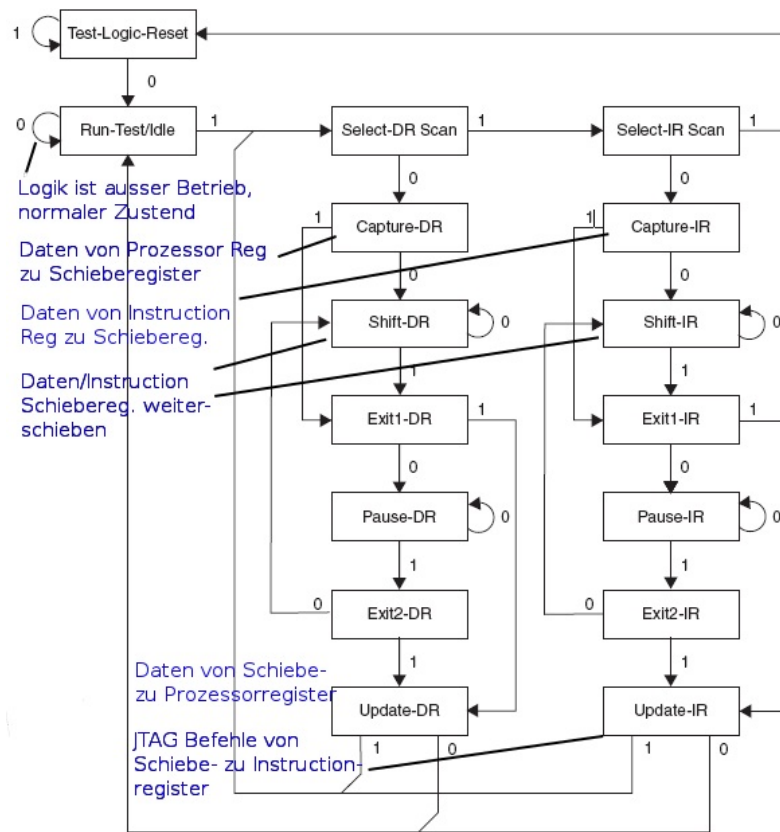 Test-Logic-Reset
1
0
Run-Test/Idle
0
1
Select-DR Scan
1
Select-IR Scan
1
0
0
Logik ist ausser Betrieb,
normaler Zustend
Capture-DR
1
Capture-IR
1
Daten von Prozessor Reg
zu Schieberegister
0
0
Daten von Instruction
Reg zu Schiebereg.
Shift-DR
0
Shift-IR
0
Daten/Instruction
Schiebereg. weiter-
schieben
1
1
Exit1-DR
1
Exit1-IR
1
0
0
Pause-DR
0
Pause-IR
0
1
1
0
Exit2-DR
0
Exit2-IR
1
1
Daten von Schiebe-
zu Prozessorregister
Update-DR
Update-IR
JTAG Befehle von
Schiebe- zu Instruction-
register
1
0
1
0